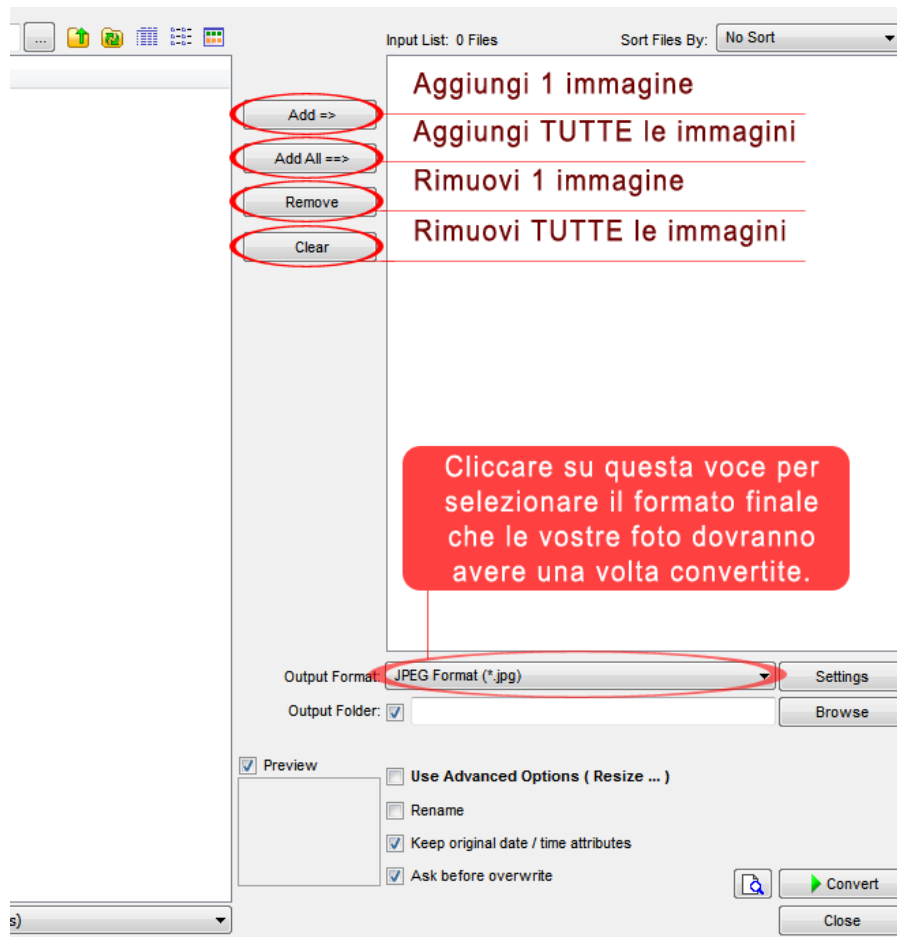 ...
Input List: 0 Files
Sort Files By: No Sort
Add =>
Aggiungi 1 immagine
Add All ==>
Aggiungi TUTTE le immagini
Remove
Rimuovi 1 immagine
Clear
Rimuovi TUTTE le immagini
Cliccare su questa voce per
selezionare il formato finale
che le vostre foto dovranno
avere una volta convertite.
Output Format: JPEG Format (*.jpg) Settings
Output Folder: Browse
Preview
Use Advanced Options ( Resize ... )
Rename
Keep original date / time attributes
Ask before overwrite
Convert
s)
Close